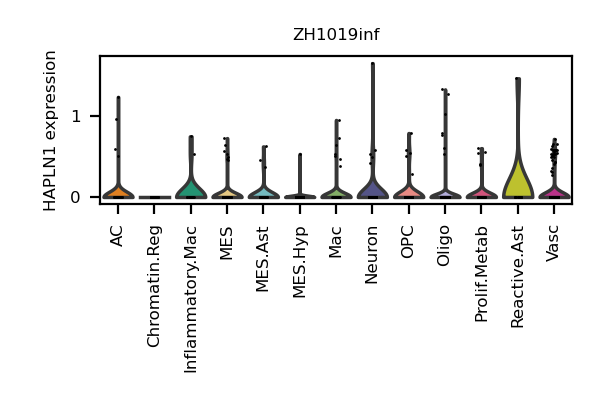 ZH1019inf
HAPLN1 expression
1
0
AC
Chromatin.Reg
Inflammatory.Mac
MES
MES.Ast
MES.Hyp
Mac
Neuron
OPC
Oligo
Prolif.Metab
Reactive.Ast
Vasc